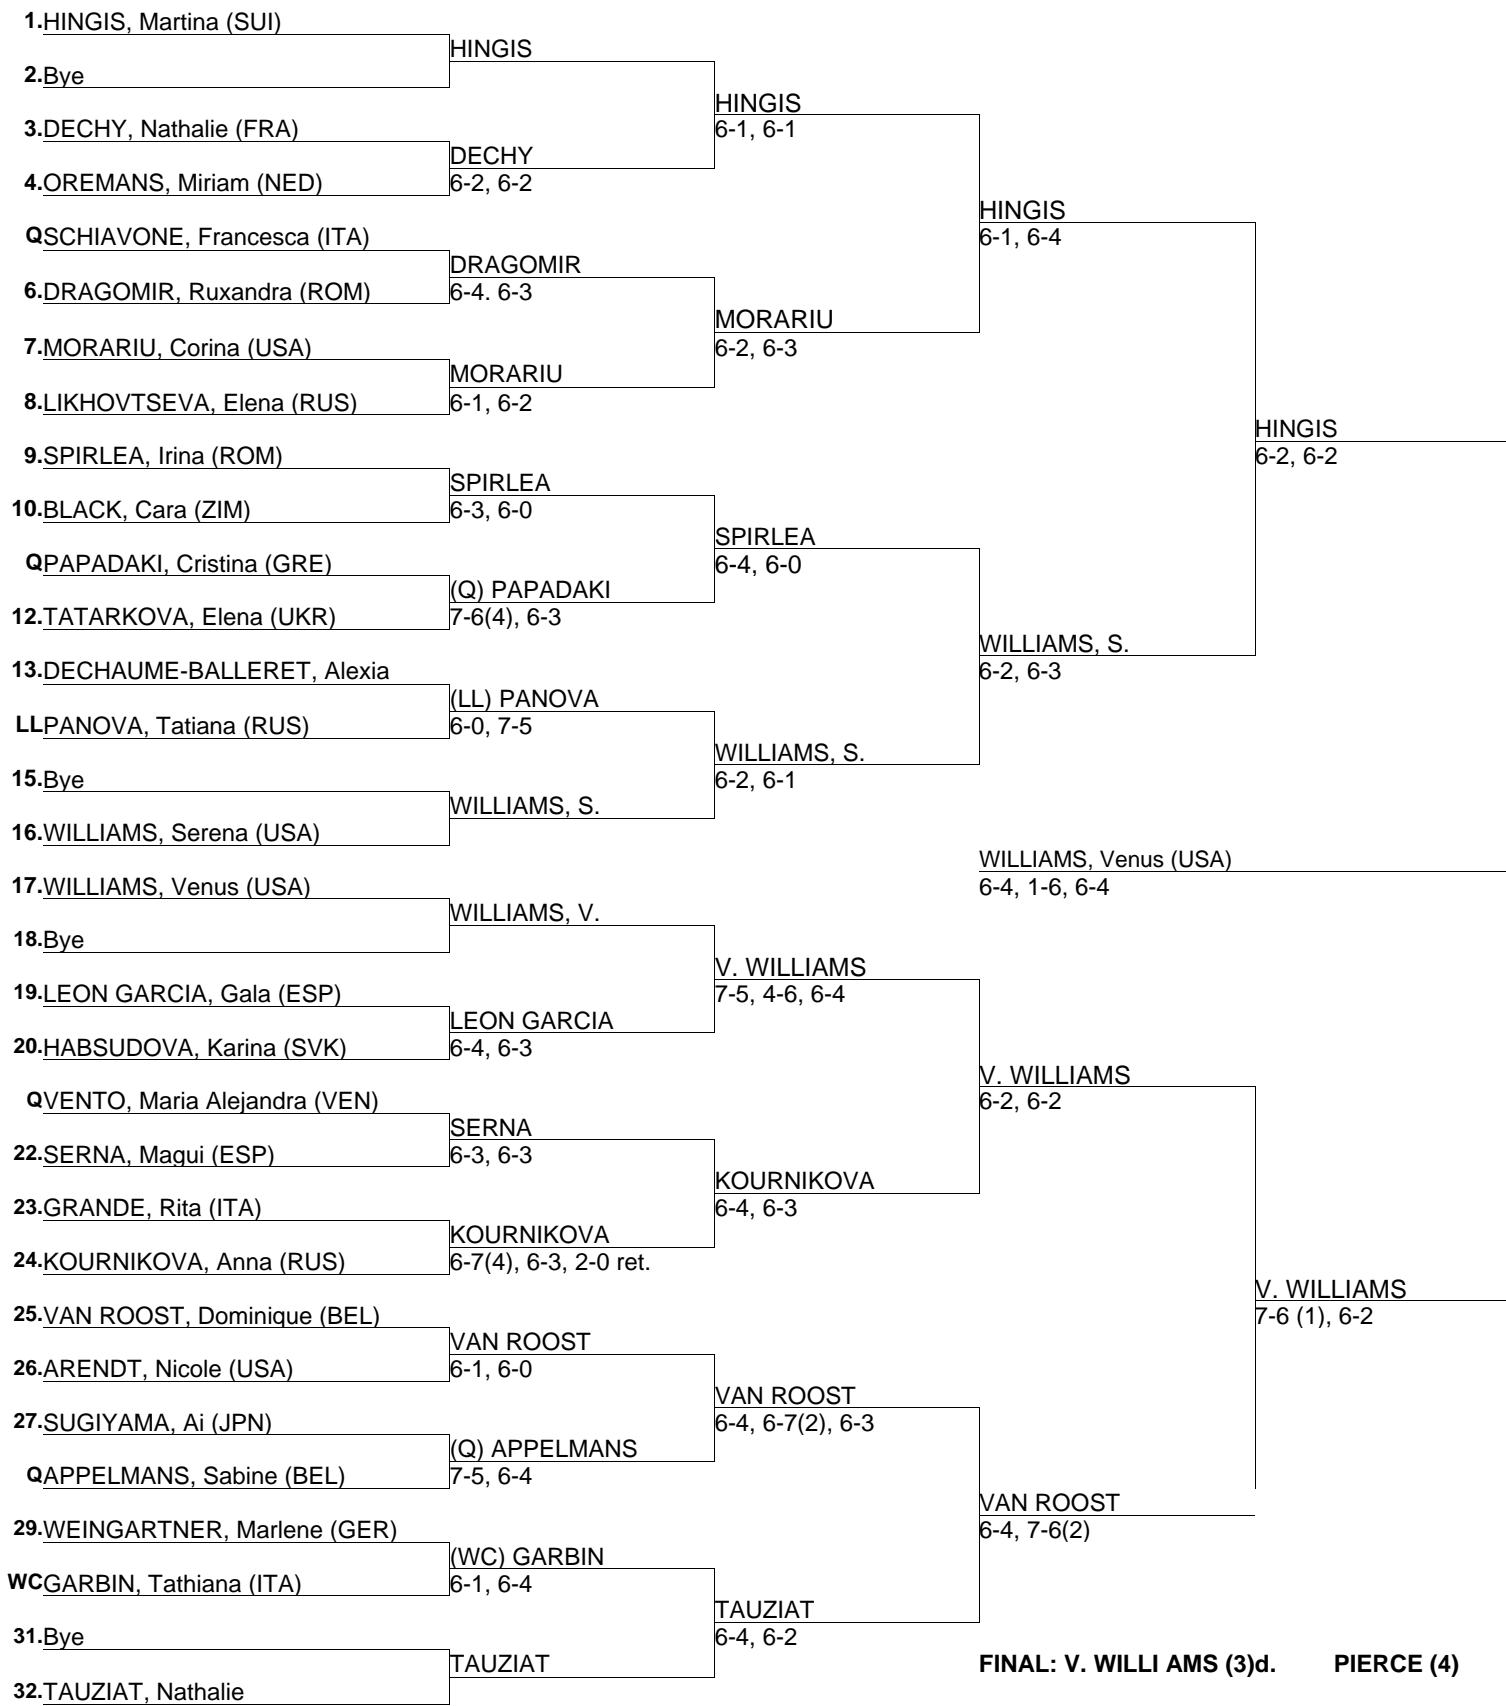 1.HINGIS, Martina (SUI)
HINGIS
2.Bye
HINGIS
6-1, 6-1
3.DECHY, Nathalie (FRA)
DECHY
6-2, 6-2
4.OREMANS, Miriam (NED)
HINGIS
6-1, 6-4
QSCHIAVONE, Francesca (ITA)
DRAGOMIR
6-4. 6-3
6.DRAGOMIR, Ruxandra (ROM)
MORARIU
6-2, 6-3
7.MORARIU, Corina (USA)
MORARIU
6-1, 6-2
8.LIKHOVTSEVA, Elena (RUS)
HINGIS
6-2, 6-2
9.SPIRLEA, Irina (ROM)
SPIRLEA
6-3, 6-0
10.BLACK, Cara (ZIM)
SPIRLEA
6-4, 6-0
QPAPADAKI, Cristina (GRE)
(Q) PAPADAKI
7-6(4), 6-3
12.TATARKOVA, Elena (UKR)
WILLIAMS, S.
6-2, 6-3
13.DECHAUME-BALLERET, Alexia
(LL) PANOVA
6-0, 7-5
LLPANOVA, Tatiana (RUS)
WILLIAMS, S.
6-2, 6-1
15.Bye
WILLIAMS, S.
16.WILLIAMS, Serena (USA)
WILLIAMS, Venus (USA)
6-4, 1-6, 6-4
17.WILLIAMS, Venus (USA)
WILLIAMS, V.
18.Bye
V. WILLIAMS
7-5, 4-6, 6-4
19.LEON GARCIA, Gala (ESP)
LEON GARCIA
6-4, 6-3
20.HABSUDOVA, Karina (SVK)
V. WILLIAMS
6-2, 6-2
QVENTO, Maria Alejandra (VEN)
SERNA
6-3, 6-3
22.SERNA, Magui (ESP)
KOURNIKOVA
6-4, 6-3
23.GRANDE, Rita (ITA)
KOURNIKOVA
6-7(4), 6-3, 2-0 ret.
24.KOURNIKOVA, Anna (RUS)
V. WILLIAMS
7-6 (1), 6-2
25.VAN ROOST, Dominique (BEL)
VAN ROOST
6-1, 6-0
26.ARENDT, Nicole (USA)
VAN ROOST
6-4, 6-7(2), 6-3
27.SUGIYAMA, Ai (JPN)
(Q) APPELMANS
7-5, 6-4
QAPPELMANS, Sabine (BEL)
VAN ROOST
6-4, 7-6(2)
29.WEINGARTNER, Marlene (GER)
(WC) GARBIN
6-1, 6-4
WCGARBIN, Tathiana (ITA)
TAUZIAT
6-4, 6-2
31.Bye
TAUZIAT
32.TAUZIAT, Nathalie
FINAL: V. WILLI AMS (3)d. PIERCE (4)